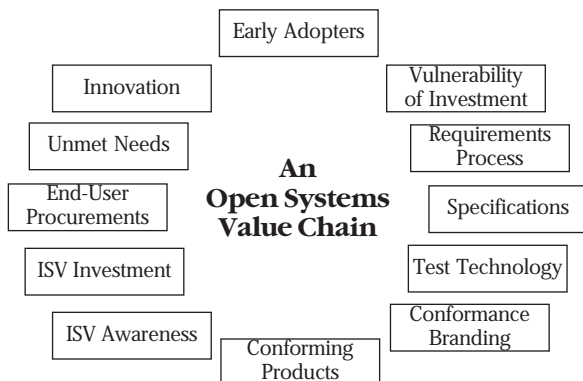 Early Adopters
Vulnerability
of Investment
Requirements
Process
Specifications
Test Technology
Conformance
Branding
Conforming
Products
ISV Awareness
ISV Investment
End-User
Procurements
Unmet Needs
Innovation
An
Open Systems
Value Chain